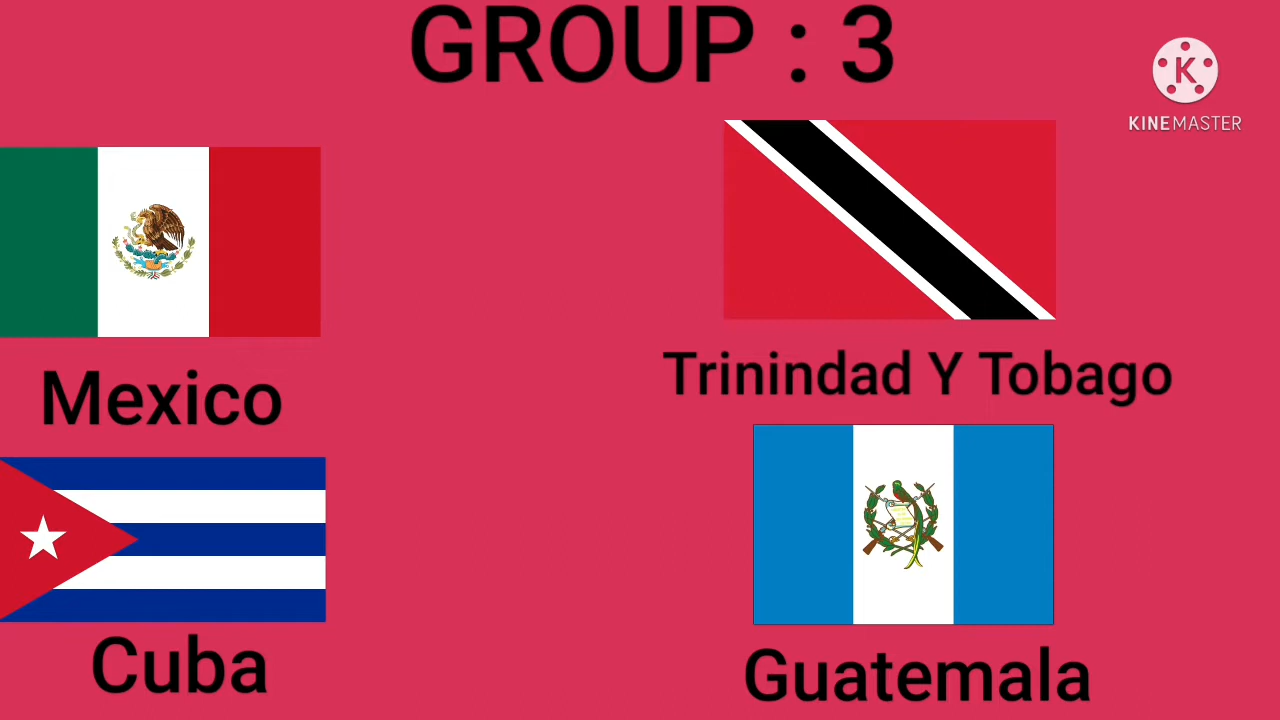 GROUP : 3
KINEMASTER
Mexico
Trinindad Y Tobago
Cuba
Guatemala